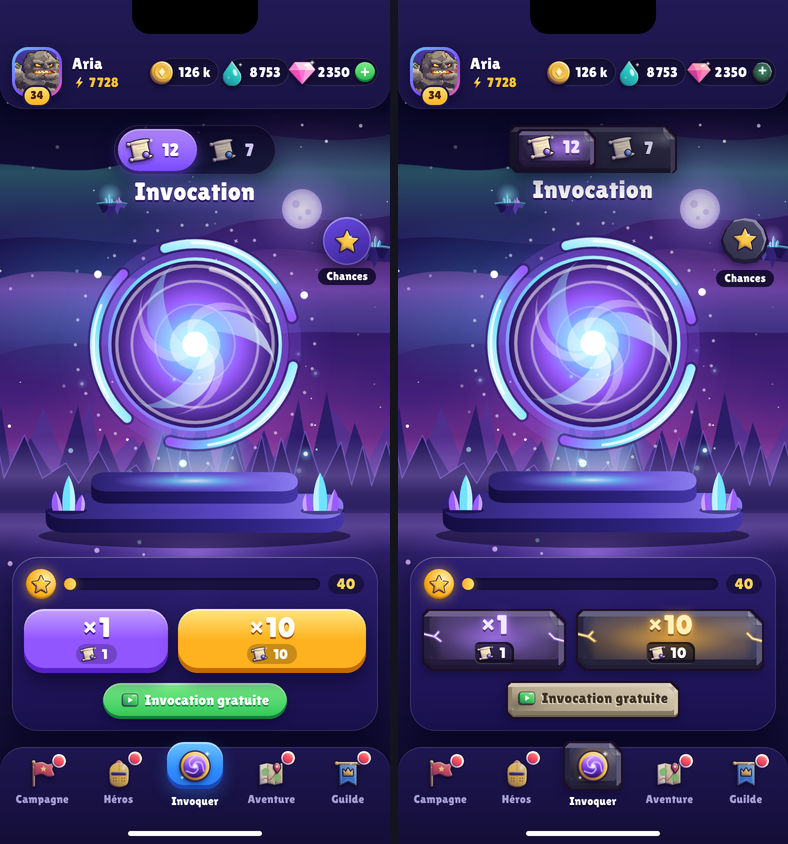 Aria
7728
34
126 k
8753
2350
12
7
Invocation
Chances
40
×1
1
×10
10
Invocation gratuite
Campagne
Héros
Invoquer
Aventure
Guilde
Aria
7728
34
126 k
8753
2350
12
7
Invocation
Chances
40
×1
1
×10
10
Invocation gratuite
Campagne
Héros
Invoquer
Aventure
Guilde